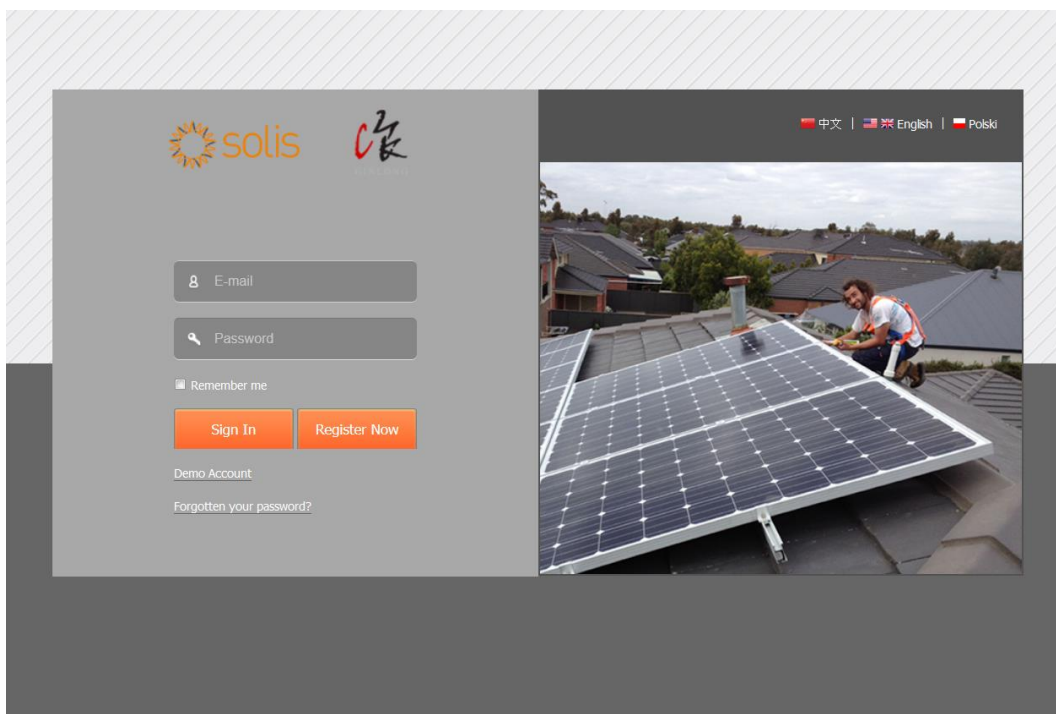 solis
中文 | English | Polski
E-mail
Password
Remember me
Sign In
Register Now
Demo Account
Forgotten your password?